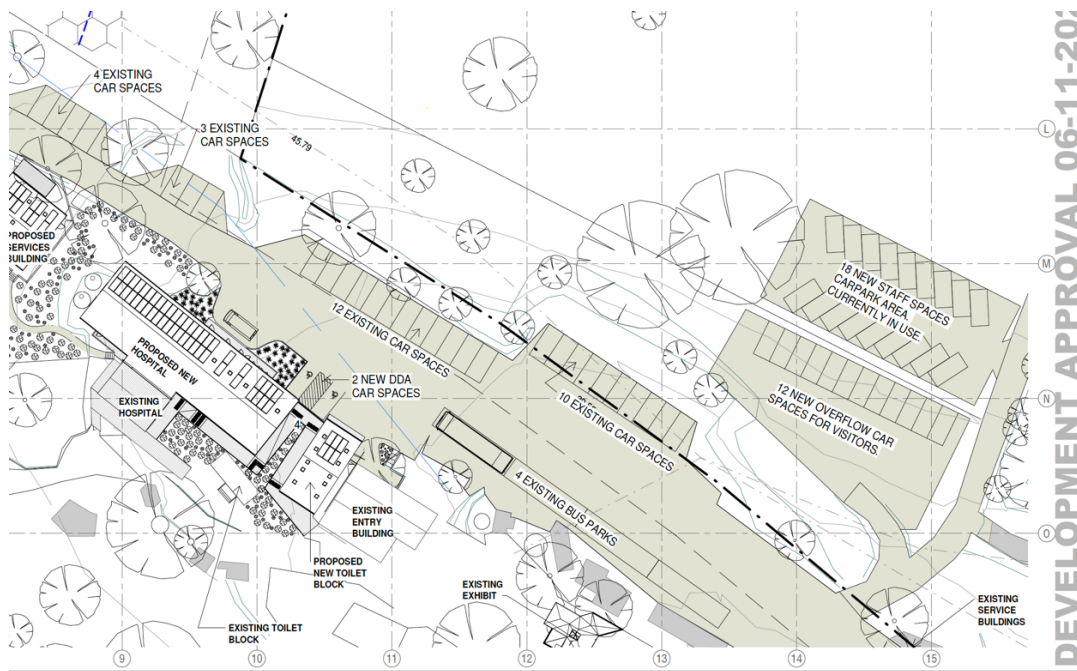 4 EXISTING
CAR SPACES
3 EXISTING
CAR SPACES
45.79
L
PROPOSED
SERVICES
BUILDING
M
18 NEW STAFF SPACES
CARPARK AREA
CURRENTLY IN USE.
12 EXISTING CAR SPACES
PROPOSED NEW
HOSPITAL
2 NEW DDA
CAR SPACES
EXISTING
HOSPITAL
N
12 NEW OVERFLOW CAR
SPACES FOR VISITORS.
10 EXISTING CAR SPACES
4
4 EXISTING BUS PARKS
EXISTING
ENTRY
BUILDING
O
PROPOSED
NEW TOILET
BLOCK
EXISTING
EXHIBIT
EXISTING TOILET
BLOCK
EXISTING
SERVICE
BUILDINGS
9
10
11
12
13
14
15
DEVELOPMENT APPROVAL 06-11-202